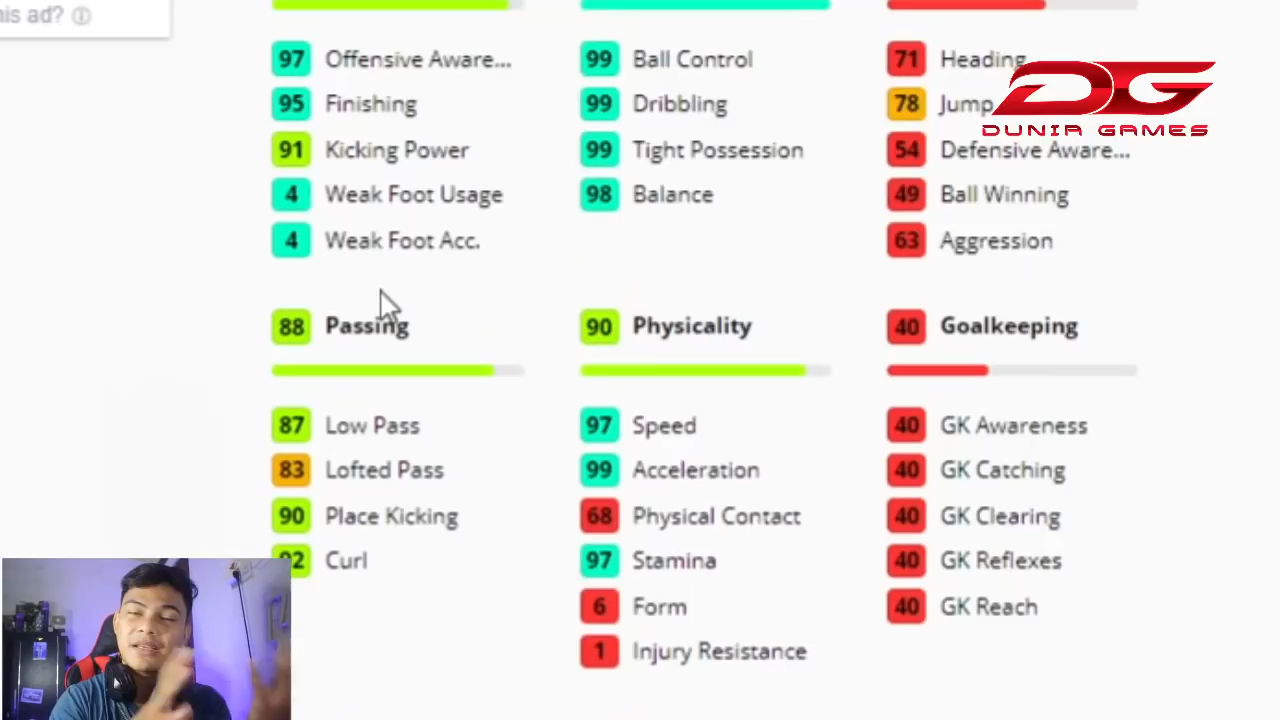 his ad?
97 Offensive Aware...
95 Finishing
91 Kicking Power
4 Weak Foot Usage
4 Weak Foot Acc.
99 Ball Control
99 Dribbling
99 Tight Possession
98 Balance
71 Heading
78 Jump
54 Defensive Aware...
49 Ball Winning
63 Aggression
DG
DUNIA GAMES
88 Passing
87 Low Pass
83 Lofted Pass
90 Place Kicking
92 Curl
90 Physicality
97 Speed
99 Acceleration
68 Physical Contact
97 Stamina
6 Form
1 Injury Resistance
40 Goalkeeping
40 GK Awareness
40 GK Catching
40 GK Clearing
40 GK Reflexes
40 GK Reach